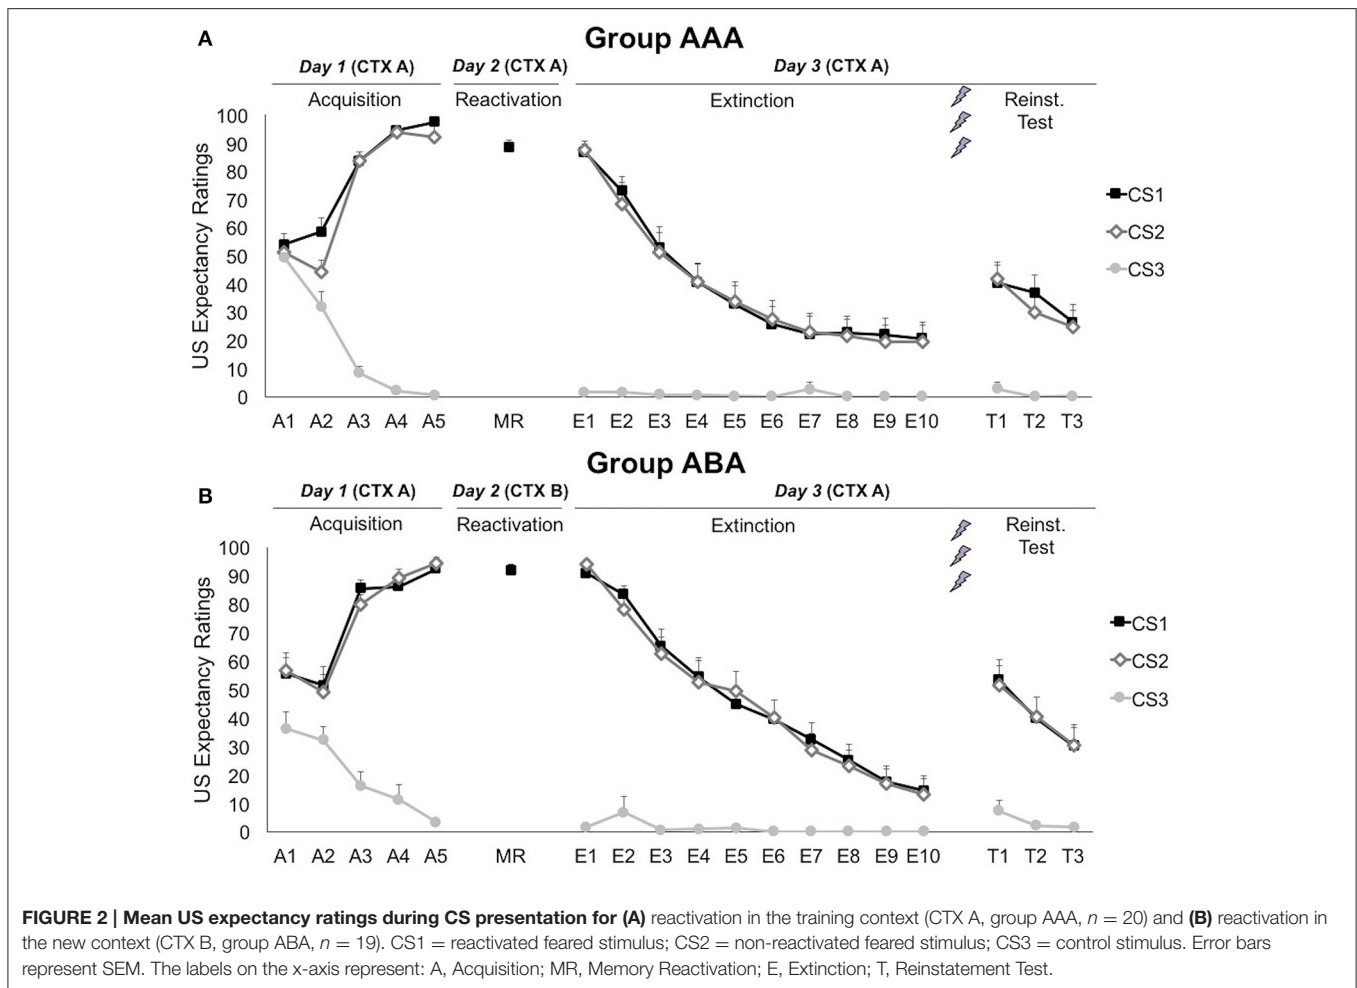 A
Group AAA
Day 1 (CTX A) Day 2 (CTX A) Day 3 (CTX A)
Acquisition Reactivation Extinction Reinst.
Test
US Expectancy Ratings
100
90
80
70
60
50
40
30
20
10
0
A1 A2 A3 A4 A5 MR E1 E2 E3 E4 E5 E6 E7 E8 E9 E10 T1 T2 T3
CS1
CS2
CS3
B
Group ABA
Day 1 (CTX A) Day 2 (CTX B) Day 3 (CTX A)
Acquisition Reactivation Extinction Reinst.
Test
US Expectancy Ratings
100
90
80
70
60
50
40
30
20
10
0
A1 A2 A3 A4 A5 MR E1 E2 E3 E4 E5 E6 E7 E8 E9 E10 T1 T2 T3
CS1
CS2
CS3
FIGURE 2 | Mean US expectancy ratings during CS presentation for (A) reactivation in the training context (CTX A, group AAA, n = 20) and (B) reactivation in
the new context (CTX B, group ABA, n = 19). CS1 = reactivated feared stimulus; CS2 = non-reactivated feared stimulus; CS3 = control stimulus. Error bars
represent SEM. The labels on the x-axis represent: A, Acquisition; MR, Memory Reactivation; E, Extinction; T, Reinstatement Test.